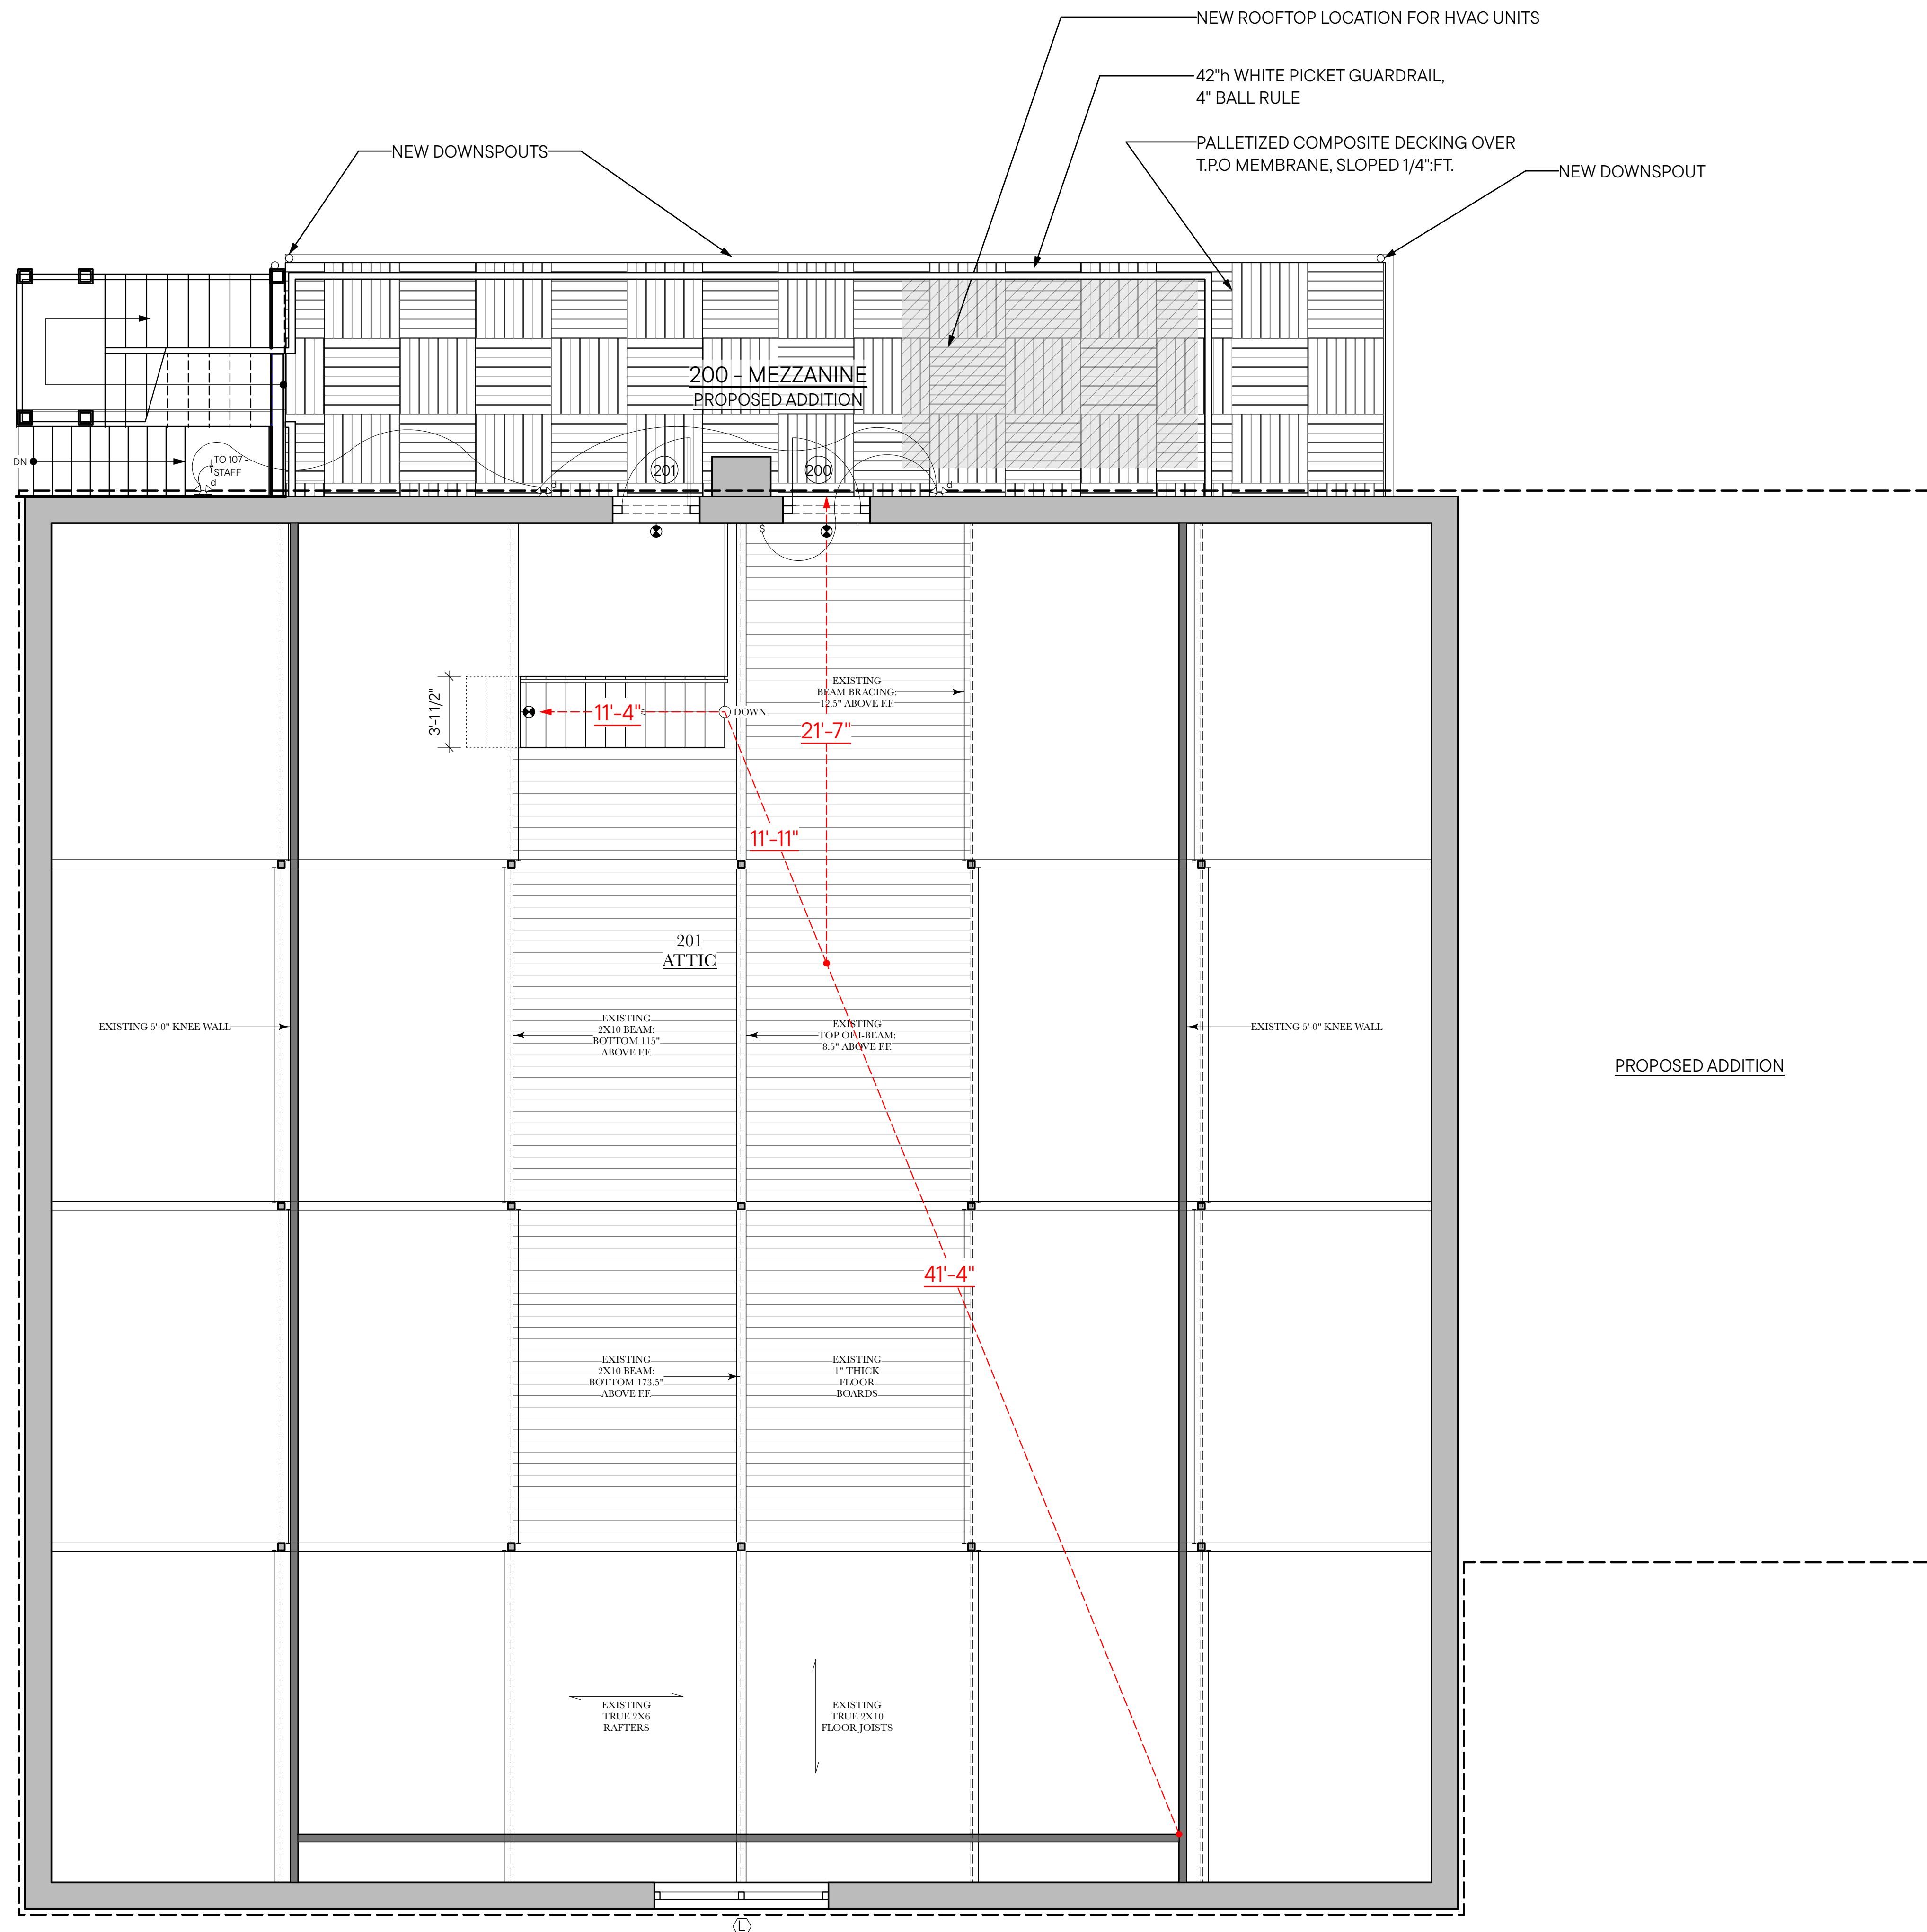 NEW ROOFTOP LOCATION FOR HVAC UNITS
42"h WHITE PICKET GUARDRAIL,
4" BALL RULE
NEW DOWNSPOUTS
PALLETIZED COMPOSITE DECKING OVER
T.P.O MEMBRANE, SLOPED 1/4":FT.
NEW DOWNSPOUT
200 - MEZZANINE
PROPOSED ADDITION
DN
TO 107 -
STAFF
d
201
200
d
d
$
3'-11/2"
11'-4"
DOWN
EXISTING
BEAM BRACING:
12.5" ABOVE F.F.
21'-7"
11'-11"
201
ATTIC
EXISTING 5'-0" KNEE WALL
EXISTING
2X10 BEAM:
BOTTOM 115"
ABOVE F.F.
EXISTING
TOP OF I-BEAM:
8.5" ABOVE F.F.
EXISTING 5'-0" KNEE WALL
PROPOSED ADDITION
41'-4"
EXISTING
2X10 BEAM:
BOTTOM 173.5"
ABOVE F.F.
EXISTING
1" THICK
FLOOR
BOARDS
EXISTING
TRUE 2X6
RAFTERS
EXISTING
TRUE 2X10
FLOOR JOISTS
L